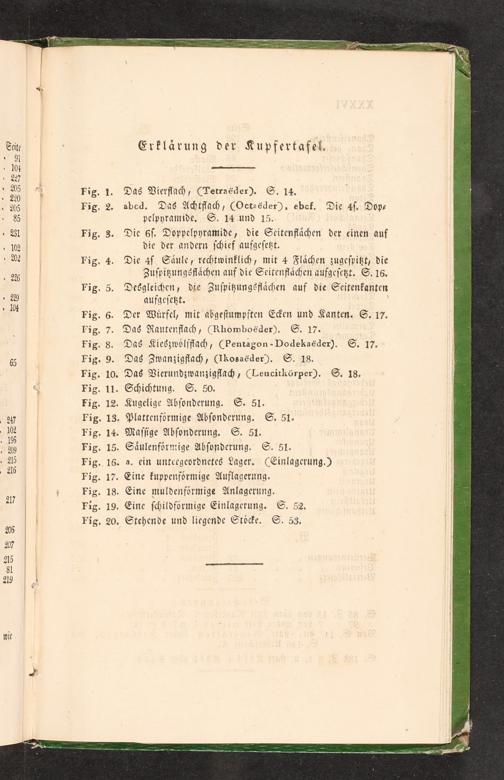 Seite
91
104
227
205
220
205
85
231
102
202
226
229
104
65
247
102
196
209
215
216
217
206
207
215
81
219
wie
Erklärung der Kupfertafel.
Fig. 1. Das Vierflach, (Tetraëder). S. 14.
Fig. 2. abcd. Das Achtflach, (Octaëder), ebcf. Die 4s. Dop-
pelpyramide. S. 14 und 15.
Fig. 3. Die 6s. Doppelpyramide, die Seitenflächen der einen auf
die der andern schief aufgesetzt.
Fig. 4. Die 4s Säule, rechtwinklich, mit 4 Flächen zugespitzt, die
Zuspitzungsflächen auf die Seitenflächen aufgesetzt. S. 16.
Fig. 5. Desgleichen, die Zuspitzungsflächen auf die Seitenkanten
aufgesetzt.
Fig. 6. Der Würfel, mit abgestumpften Ecken und Kanten. S. 17.
Fig. 7. Das Rautenflach, (Rhomboëder). S. 17.
Fig. 8. Das Kieszwölfflach, (Pentagon-Dodekaëder). S. 17.
Fig. 9. Das Zwanzigflach, (Ikosaëder). S. 18.
Fig. 10. Das Vierundzwanzigflach, (Leucitkörper). S. 18.
Fig. 11. Schichtung. S. 50.
Fig. 12. Kugelige Absonderung. S. 51.
Fig. 13. Plattenförmige Absonderung. S. 51.
Fig. 14. Massige Absonderung. S. 51.
Fig. 15. Säulenförmige Absonderung. S. 51.
Fig. 16. a. ein untergeordnetes Lager. (Einlagerung.)
Fig. 17. Eine kuppenförmige Auflagerung.
Fig. 18. Eine muldenförmige Anlagerung.
Fig. 19. Eine schildförmige Einlagerung. S. 52.
Fig. 20. Stehende und liegende Stöcke. S. 53.